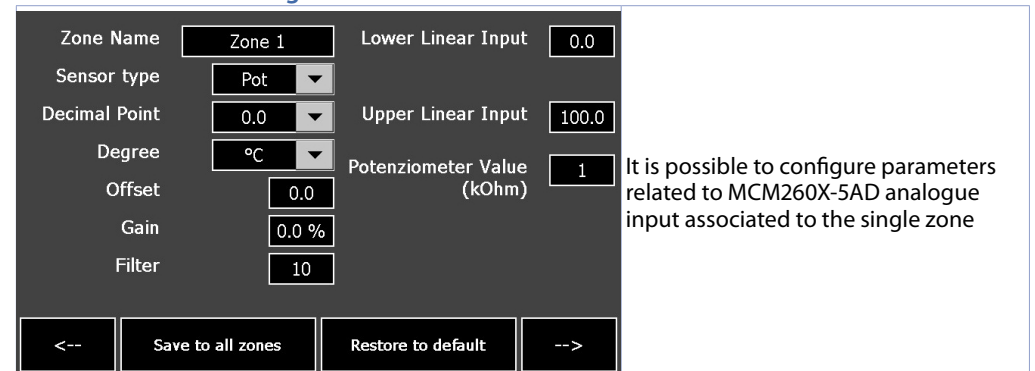 Zone Name Zone 1
Sensor type Pot
Decimal Point 0.0
Degree °C
Offset 0.0
Gain 0.0 %
Filter 10
Lower Linear Input 0.0
Upper Linear Input 100.0
Potenziometer Value
(kOhm) 1
<-- Save to all zones Restore to default -->
It is possible to configure parameters
related to MCM260X-5AD analogue
input associated to the single zone